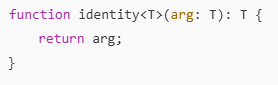 function identity<T>(arg: T): T {
    return arg;
}